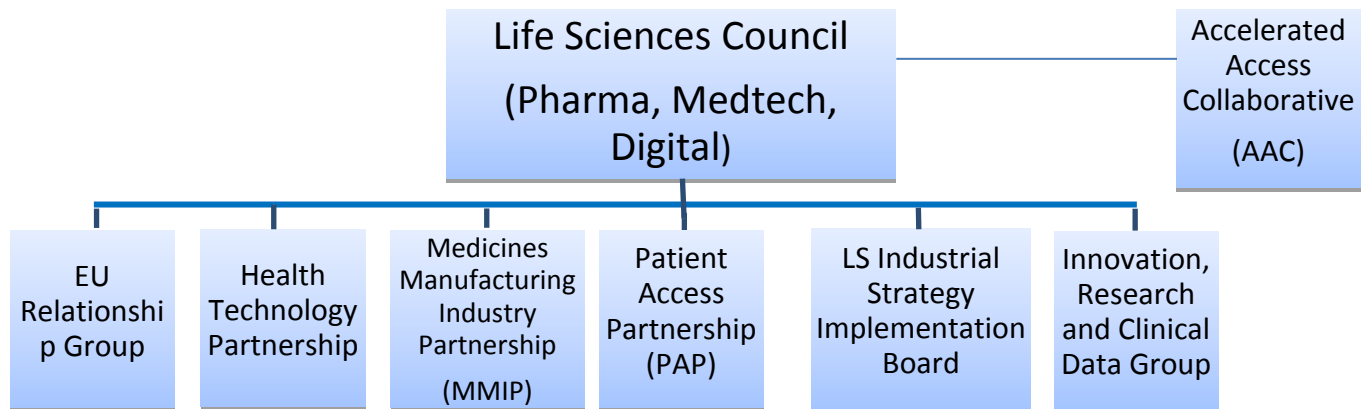 Life Sciences Council
(Pharma, Medtech,
Digital)
Accelerated
Access
Collaborative
(AAC)
EU
Relationshi
p Group
Health
Technology
Partnership
Medicines
Manufacturing
Industry
Partnership
(MMIP)
Patient
Access
Partnership
(PAP)
LS Industrial
Strategy
Implementation
Board
Innovation,
Research
and Clinical
Data Group